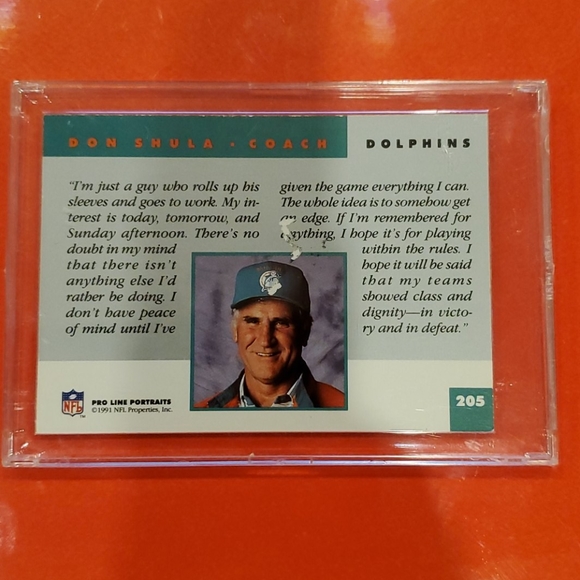 DON SHULA · COACH DOLPHINS
"I'm just a guy who rolls up his
sleeves and goes to work. My in-
terest is today, tomorrow, and
Sunday afternoon. There's no
doubt in my mind
that there isn't
anything else I'd
rather be doing. I
don't have peace
of mind until I've
given the game everything I can.
The whole idea is to somehow get
an edge. If I'm remembered for
anything, I hope it's for playing
within the rules. I
hope it will be said
that my teams
showed class and
dignity—in victo-
ry and in defeat."
NFL
PRO LINE PORTRAITS
©1991 NFL Properties, Inc.
205